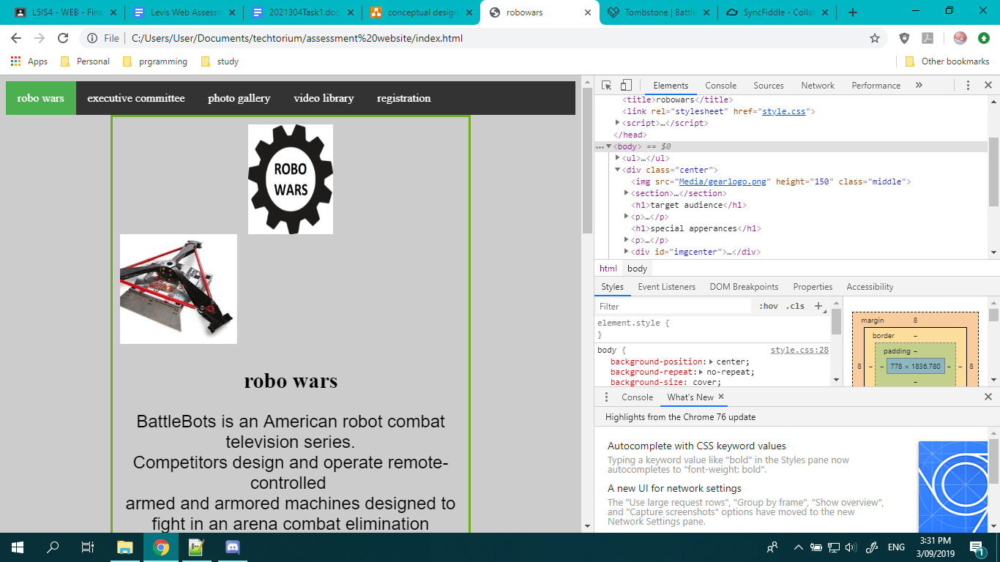 L5IS4 - WEB - Fina
Levis Web Assessm
2021304Task1.doc
conceptual design
robowars
Tombstone | Battle
SyncFiddle - Colla
File
C:/Users/User/Documents/techtorium/assessment%20website/index.html
Apps
Personal
prgramming
study
Other bookmarks
robo wars
executive committee
photo gallery
video library
registration
ROBO
WARS
robo wars
BattleBots is an American robot combat
television series.
Competitors design and operate remote-
controlled
armed and armored machines designed to
fight in an arena combat elimination
Elements
Console
Sources
Network
Performance
<title>robowars</title>
<link rel="stylesheet" href="style.css">
<script>…</script>
</head>
<body> == $0
<ul>…</ul>
<div class="center">
<img src="Media/gearlogo.png" height="150" class="middle">
<section>…</section>
<h1>target audience</h1>
<p>…</p>
<h1>special apperances</h1>
<p>…</p>
<div id="imgcenter">…</div>
html
body
Styles
Event Listeners
DOM Breakpoints
Properties
Accessibility
Filter
:hov
.cls
element.style {
}
body {
style.css:28
background-position: center;
background-repeat: no-repeat;
background-size: cover;
margin
8
border
–
padding –
8
–
–
778 × 1836.780
–
–
8
–
Console
What's New
Highlights from the Chrome 76 update
Autocomplete with CSS keyword values
Typing a keyword value like "bold" in the Styles pane now
autocompletes to "font-weight: bold".
A new UI for network settings
The "Use large request rows", "Group by frame", "Show overview",
and "Capture screenshots" options have moved to the new
Network Settings pane.
ENG
3:31 PM
3/09/2019
1